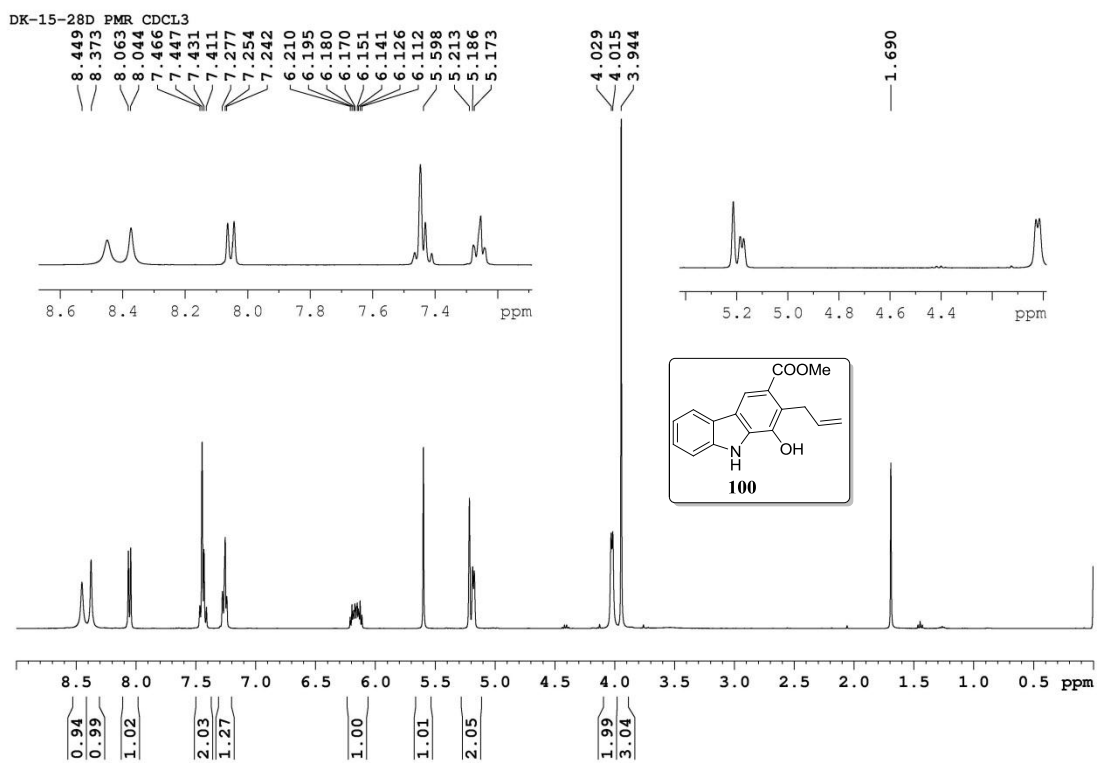 DK-15-28D PMR CDCL3
8.449 8.373 8.063 8.044 7.466 7.447 7.431 7.411 7.277 7.254 7.242 6.210 6.195 6.180 6.170 6.151 6.141 6.126 6.112 5.598 5.213 5.186 5.173 4.029 4.015 3.944 1.690
8.6 8.4 8.2 8.0 7.8 7.6 7.4 ppm
5.2 5.0 4.8 4.6 4.4 ppm
COOMe
OH
N
H
100
8.5 8.0 7.5 7.0 6.5 6.0 5.5 5.0 4.5 4.0 3.5 3.0 2.5 2.0 1.5 1.0 0.5 ppm
0.94 0.99 1.02 2.03 1.27 1.00 1.01 2.05 1.99 3.04